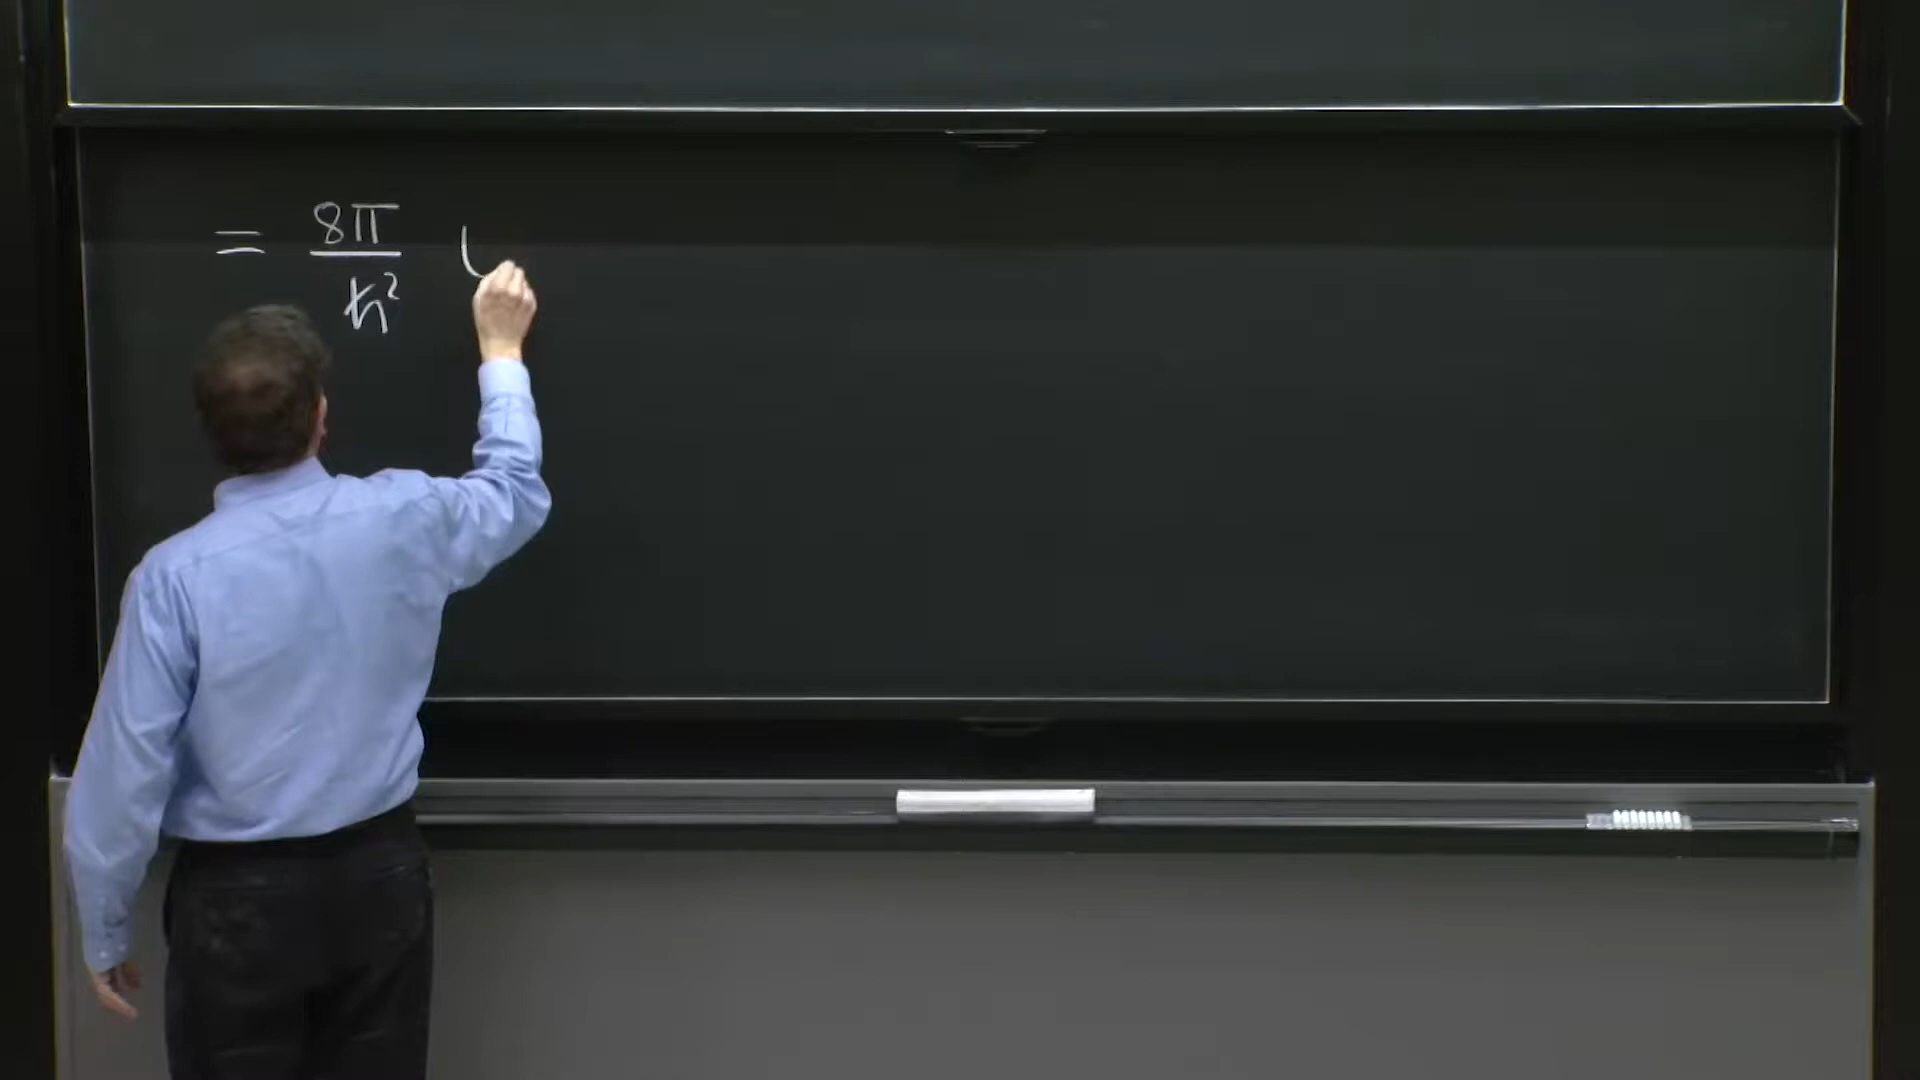 = 8π / ℏ²